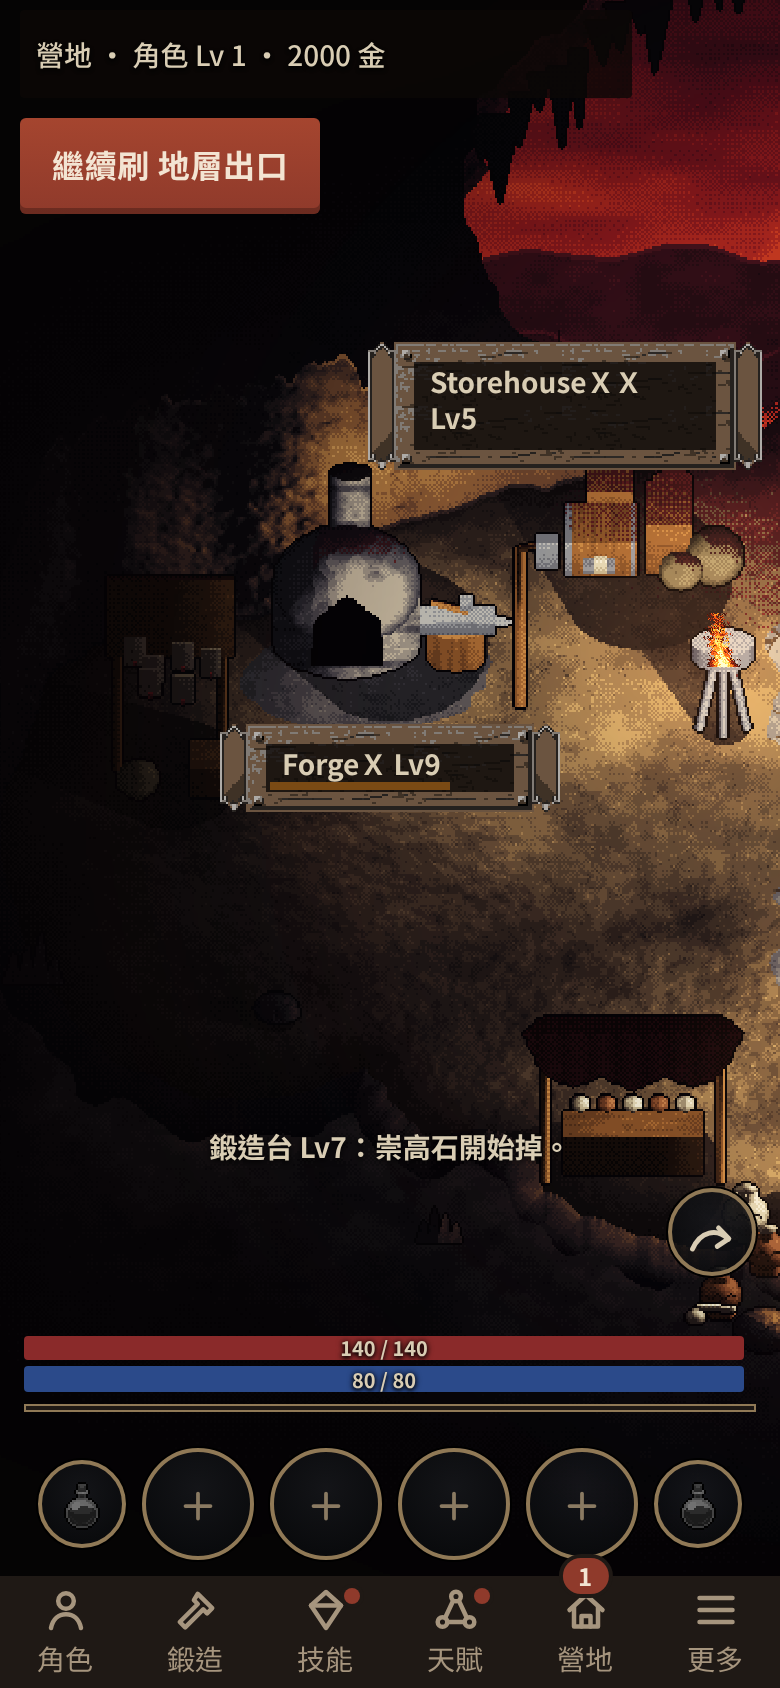 營地 · 角色 Lv 1 · 2000 金
繼續刷 地層出口
Storehouse X X
Lv5
Forge X Lv9
鍛造台 Lv7：崇高石開始掉。
140 / 140
80 / 80
1
角色
鍛造
技能
天賦
營地
更多